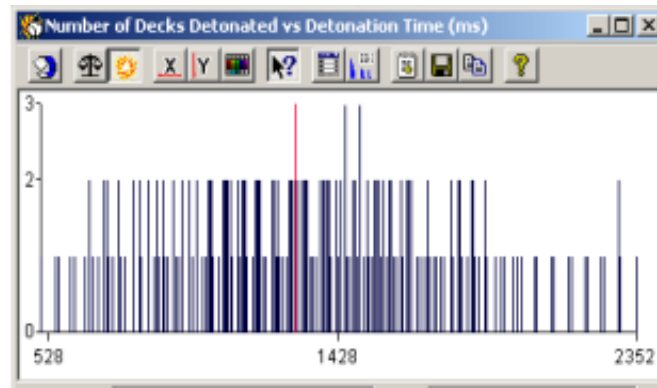 Number of Decks Detonated vs Detonation Time (ms)
X Y ? ?
3
2
0
528 1428 2352